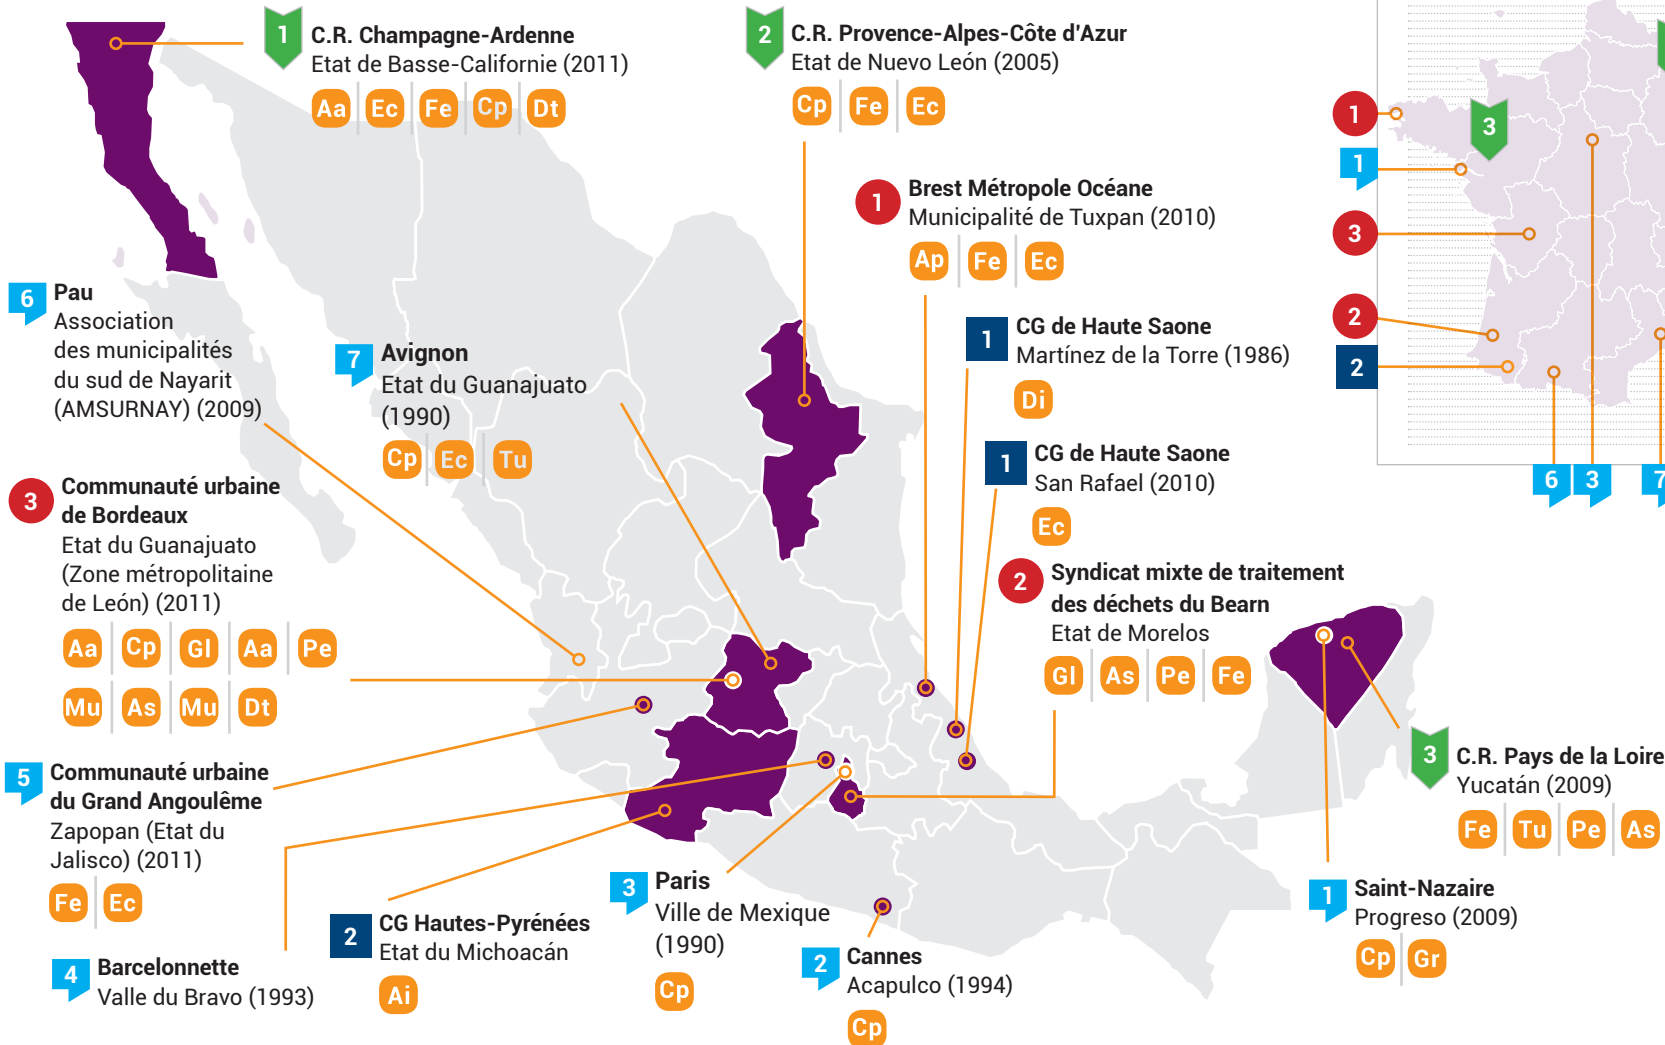 1
C.R. Champagne-Ardenne
Etat de Basse-Californie (2011)
Aa Ec Fe Cp Dt
2
C.R. Provence-Alpes-Côte d'Azur
Etat de Nuevo León (2005)
Cp Fe Ec
1
Brest Métropole Océane
Municipalité de Tuxpan (2010)
Ap Fe Ec
1
CG de Haute Saone
Martínez de la Torre (1986)
Di
1
CG de Haute Saone
San Rafael (2010)
Ec
2
Syndicat mixte de traitement
des déchets du Bearn
Etat de Morelos
Gl As Pe Fe
6
Pau
Association
des municipalités
du sud de Nayarit
(AMSURNAY) (2009)
7
Avignon
Etat du Guanajuato
(1990)
Cp Ec Tu
3
Communauté urbaine
de Bordeaux
Etat du Guanajuato
(Zone métropolitaine
de León) (2011)
Aa Cp Gl Aa Pe
Mu As Mu Dt
5
Communauté urbaine
du Grand Angoulême
Zapopan (Etat du
Jalisco) (2011)
Fe Ec
4
Barcelonnette
Valle du Bravo (1993)
2
CG Hautes-Pyrénées
Etat du Michoacán
Ai
3
Paris
Ville de Mexique
(1990)
Cp
2
Cannes
Acapulco (1994)
Cp
3
C.R. Pays de la Loire
Yucatán (2009)
Fe Tu Pe As
1
Saint-Nazaire
Progreso (2009)
Cp Gr
1
3
1
3
2
2
6 3 7